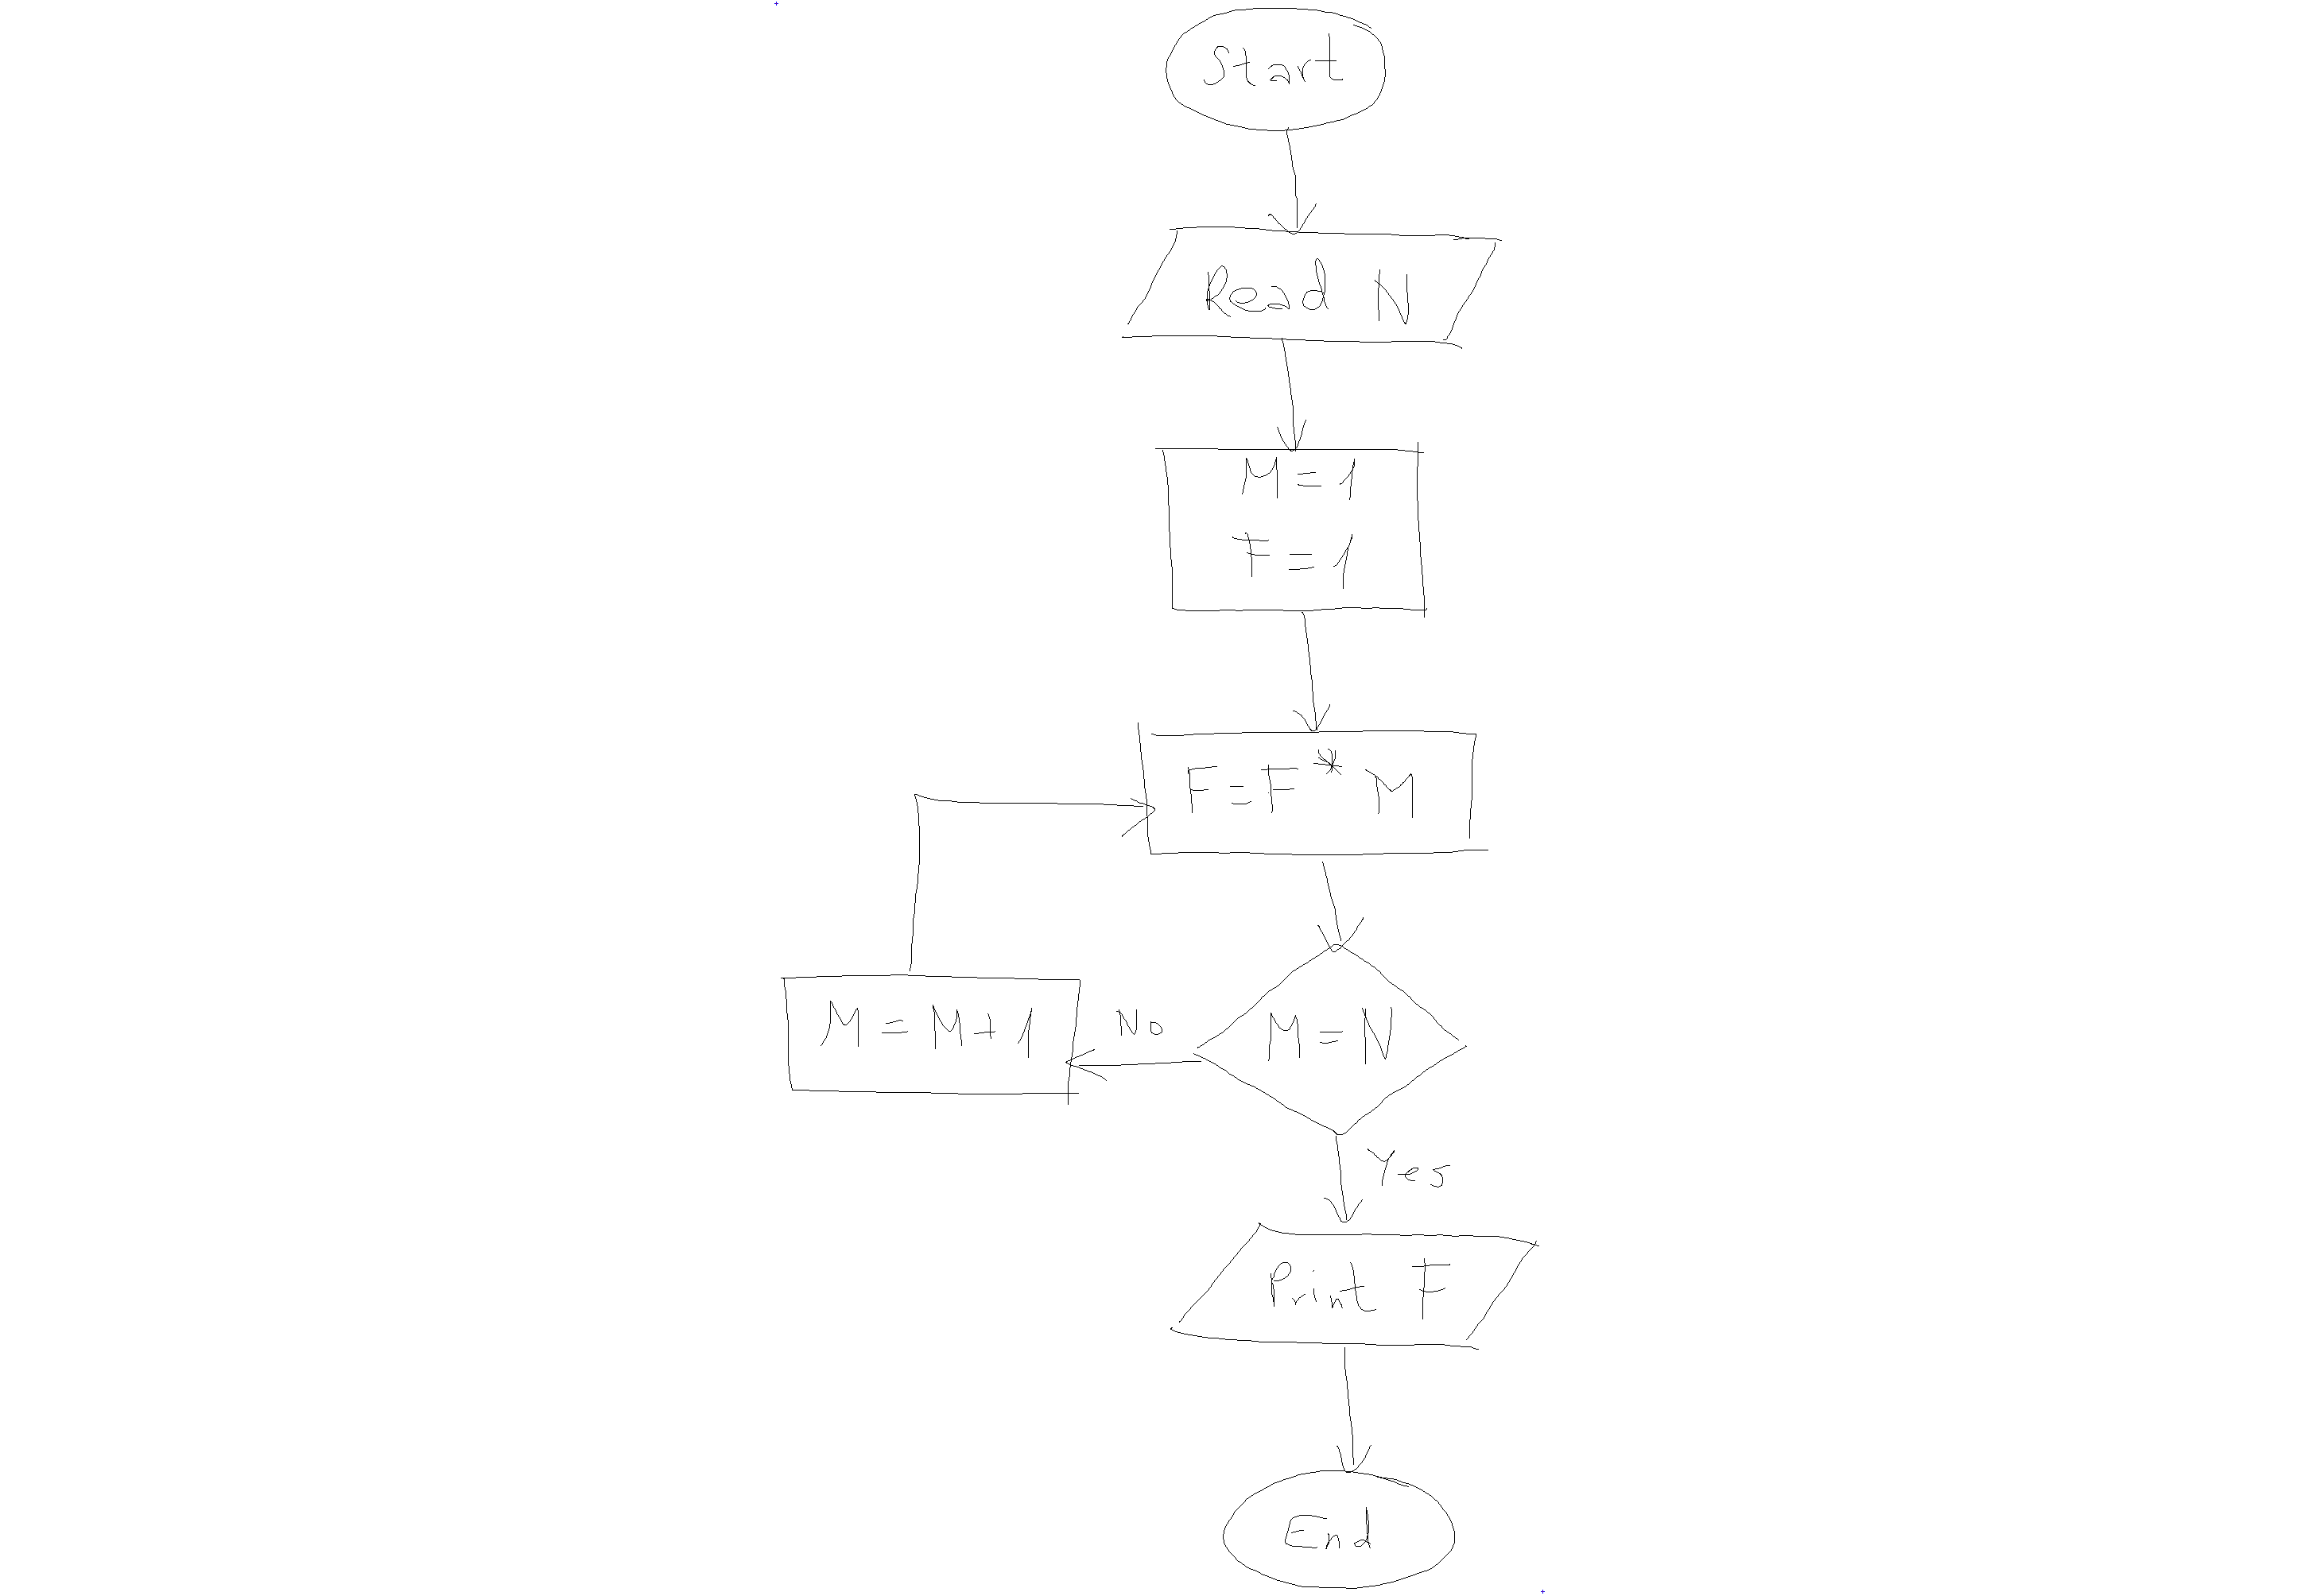 Start
Read N
M = 1
F = 1
F = F * M
M = M + 1
No
M = N
Yes
Print F
End